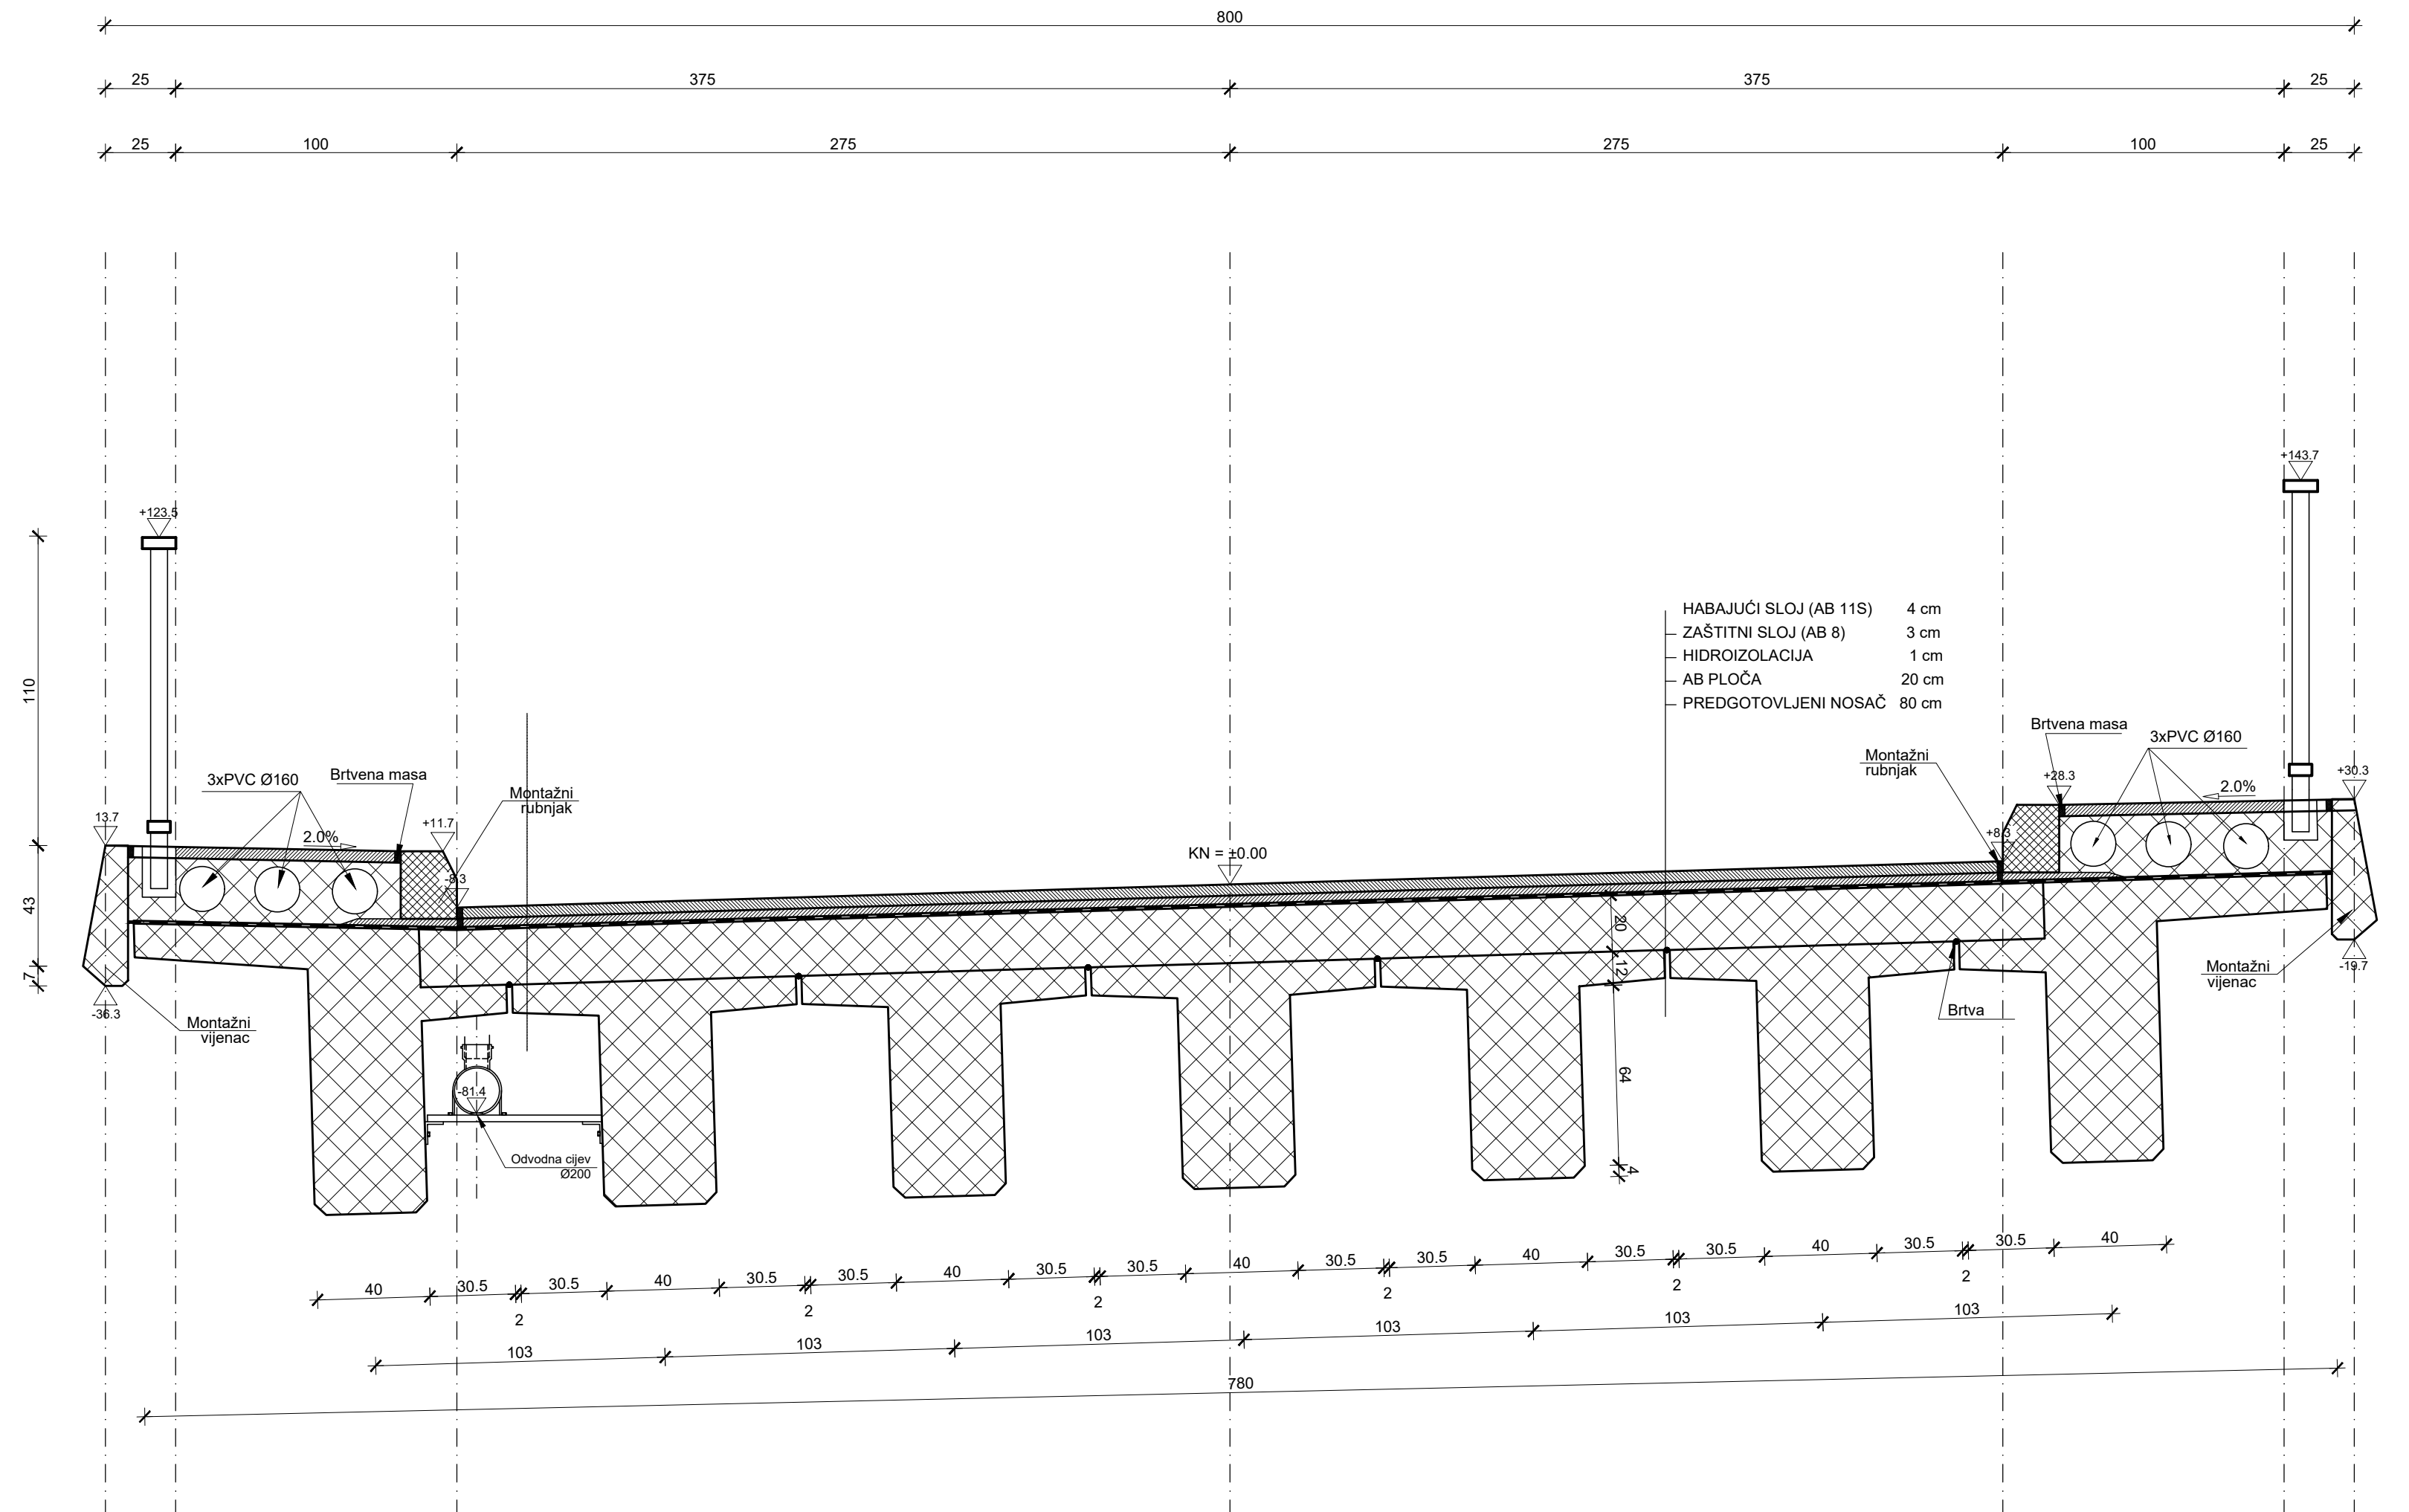 800
25 375 375 25
25 100 275 275 100 25
+143.7
+123.5
HABAJUĆI SLOJ (AB 11S) 4 cm
ZAŠTITNI SLOJ (AB 8) 3 cm
HIDROIZOLACIJA 1 cm
AB PLOČA 20 cm
PREDGOTOVLJENI NOSAČ 80 cm
110
43
7
3xPVC Ø160
Brtvena masa
Montažni
rubnjak
13.7
2.0%
+11.7
-8.3
-36.3
Montažni
vijenac
KN = ±0.00
Montažni
rubnjak
Brtvena masa
3xPVC Ø160
+28.3
2.0%
+30.3
+8.3
-19.7
Montažni
vijenac
Brtva
20
12
64
4
-81.4
Odvodna cijev
Ø200
40 30.5 30.5 40 30.5 30.5 40 30.5 30.5 40 30.5 30.5 40 30.5 30.5 40 30.5 30.5 40
2 2 2 2 2 2
103 103 103 103 103 103
780